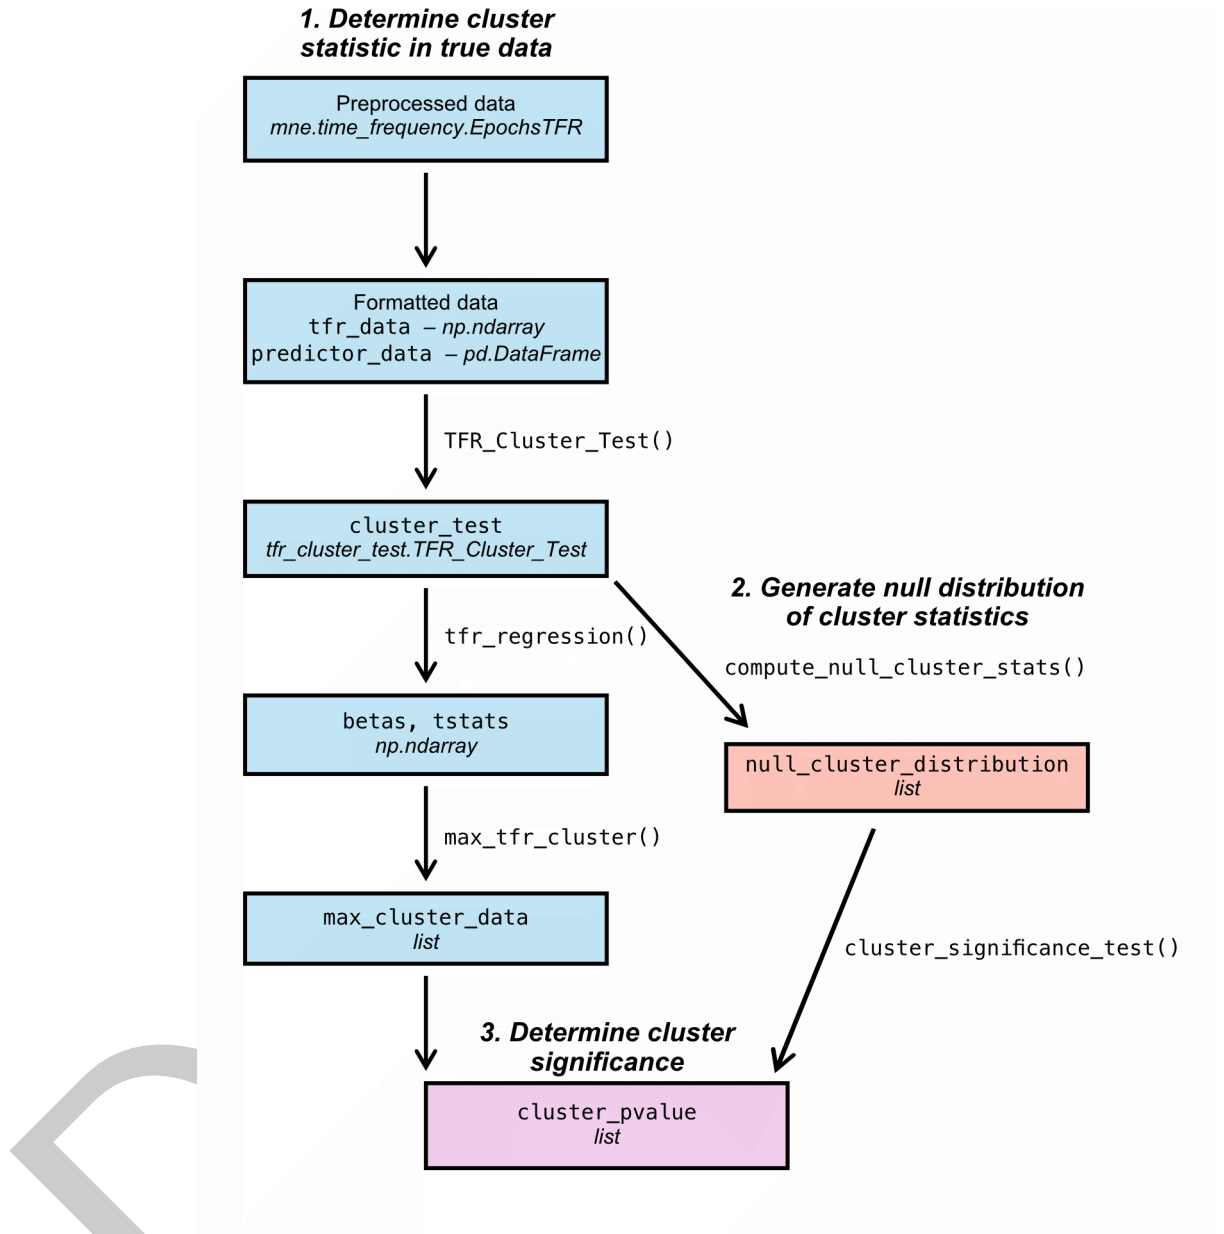 1. Determine cluster
statistic in true data
Preprocessed data
mne.time_frequency.EpochsTFR
Formatted data
tfr_data – np.ndarray
predictor_data – pd.DataFrame
TFR_Cluster_Test()
cluster_test
tfr_cluster_test.TFR_Cluster_Test
2. Generate null distribution
of cluster statistics
tfr_regression()
compute_null_cluster_stats()
betas, tstats
np.ndarray
null_cluster_distribution
list
max_tfr_cluster()
max_cluster_data
list
cluster_significance_test()
3. Determine cluster
significance
cluster_pvalue
list